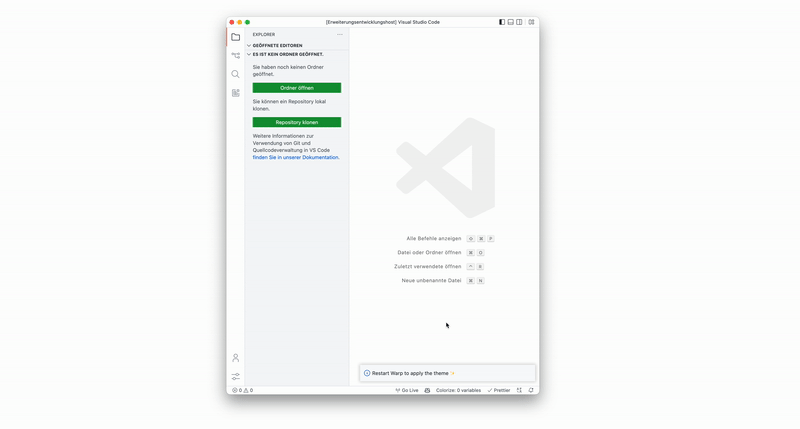 [Erweiterungsentwicklungshost] Visual Studio Code
EXPLORER
GEÖFFNETE EDITOREN
ES IST KEIN ORDNER GEÖFFNET.
Sie haben noch keinen Ordner
geöffnet.
Ordner öffnen
Sie können ein Repository lokal
klonen.
Repository klonen
Weitere Informationen zur
Verwendung von Git und
Quellcodeverwaltung in VS Code
finden Sie in unserer Dokumentation.
Alle Befehle anzeigen ⇧ ⌘ P
Datei oder Ordner öffnen ⌘ O
Zuletzt verwendete öffnen ⌃ R
Neue unbenannte Datei ⌘ N
Restart Warp to apply the theme ✨
0 0 Go Live Colorize: 0 variables Prettier